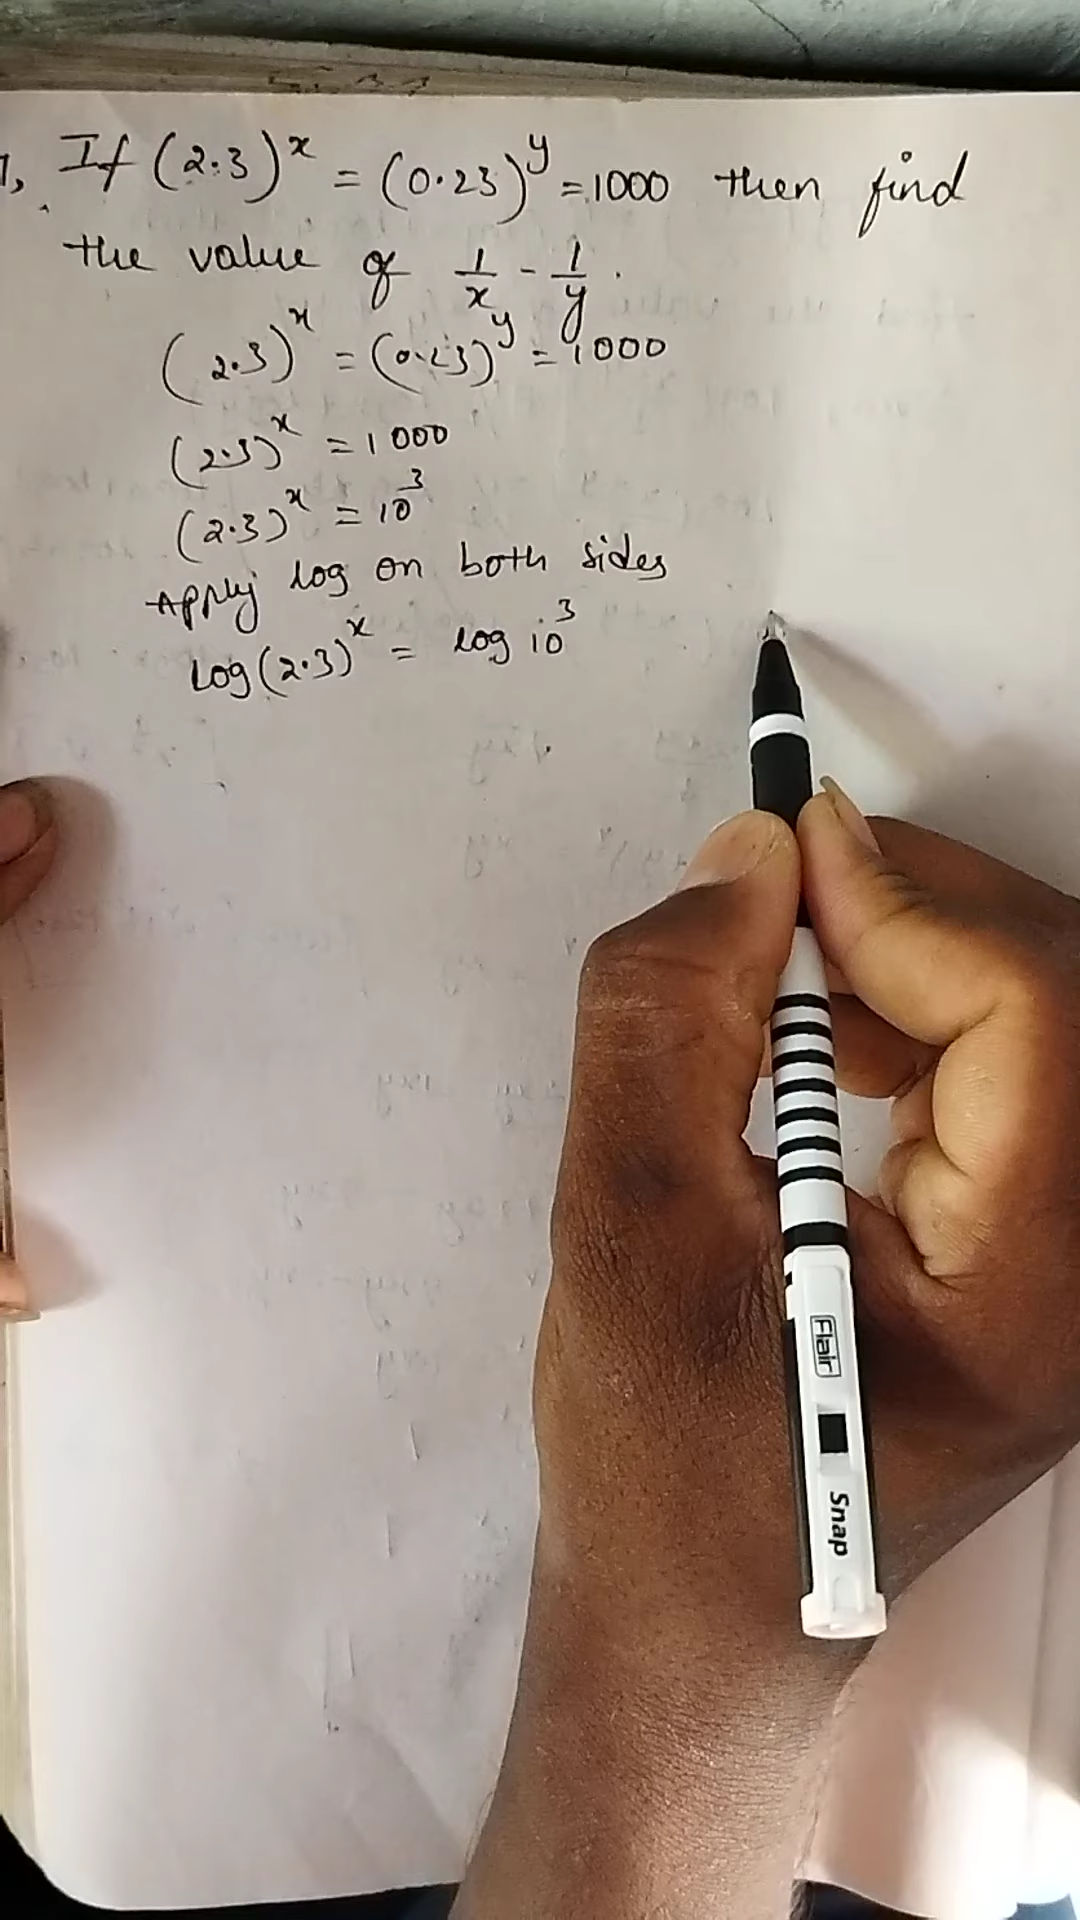 1, If (2.3)^x = (0.23)^y = 1000 then find
the value of 1/x - 1/y.
(2.3)^x = (0.23)^y = 1000
(2.3)^x = 1000
(2.3)^x = 10^3
Apply log on both sides
Log(2.3)^x = log 10^3
Flair
Snap